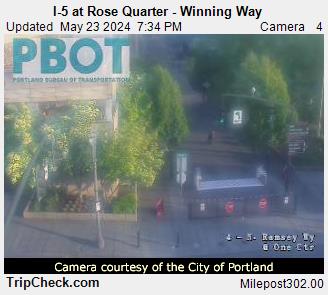 I-5 at Rose Quarter - Winning Way
Updated May 23 2024 7:34 PM Camera 4
PBOT
PORTLAND BUREAU OF TRANSPORTATION
4 - N. Ramsey Wy
@ One Ctr
Camera courtesy of the City of Portland
TripCheck.com Milepost302.00